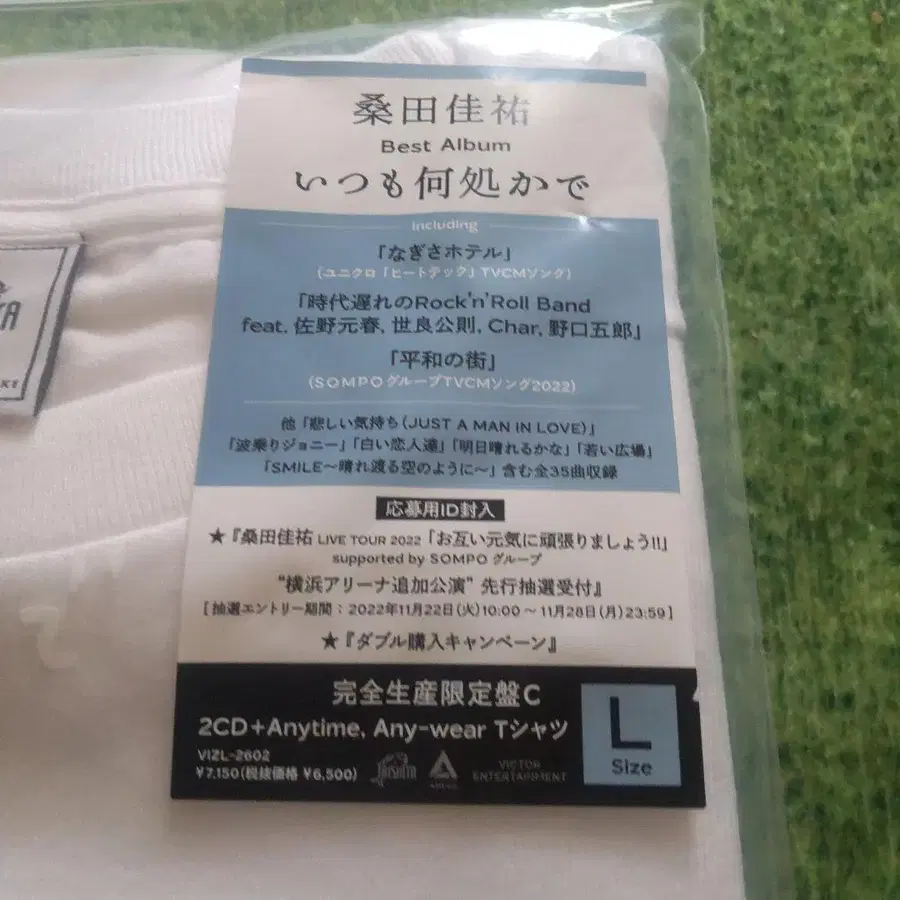 桑田佳祐
Best Album
いつも何処かで
including
「なぎさホテル」
(ユニクロ「ヒートテック」TVCMソング)
「時代遅れのRock'n'Roll Band
feat. 佐野元春, 世良公則, Char, 野口五郎」
「平和の街」
(SOMPOグループTVCMソング2022)
他「悲しい気持ち(JUST A MAN IN LOVE)」
「波乗りジョニー」「白い恋人達」「明日晴れるかな」「若い広場」
「SMILE〜晴れ渡る空のように〜」含む全35曲収録
応募用ID封入
★『桑田佳祐 LIVE TOUR 2022「お互い元気に頑張りましょう!!」
supported by SOMPO グループ
"横浜アリーナ追加公演" 先行抽選受付』
[抽選エントリー期間：2022年11月22日(火)10:00 〜 11月28日(月)23:59]
★『ダブル購入キャンペーン』
完全生産限定盤C
2CD+Anytime, Any-wear Tシャツ
VIZL-2602
¥7,150(税抜価格 ¥6,500)
TAISHITA
AMUSE
VICTOR
ENTERTAINMENT
L
Size